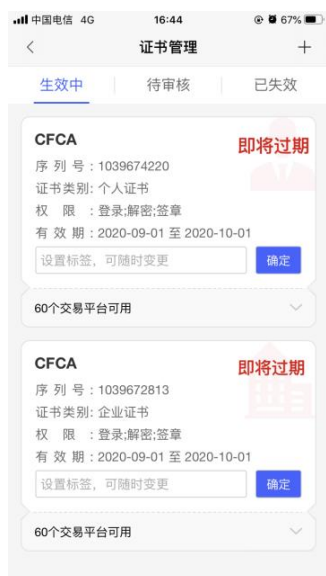 中国电信 4G 16:44 67%
证书管理 +
生效中 待审核 已失效
CFCA 即将过期
序 列 号 : 1039674220
证书类别: 个人证书
权 限 : 登录;解密;签章
有 效 期 : 2020-09-01 至 2020-10-01
设置标签，可随时变更 确定
60个交易平台可用
CFCA 即将过期
序 列 号 : 1039672813
证书类别: 企业证书
权 限 : 登录;解密;签章
有 效 期 : 2020-09-01 至 2020-10-01
设置标签，可随时变更 确定
60个交易平台可用